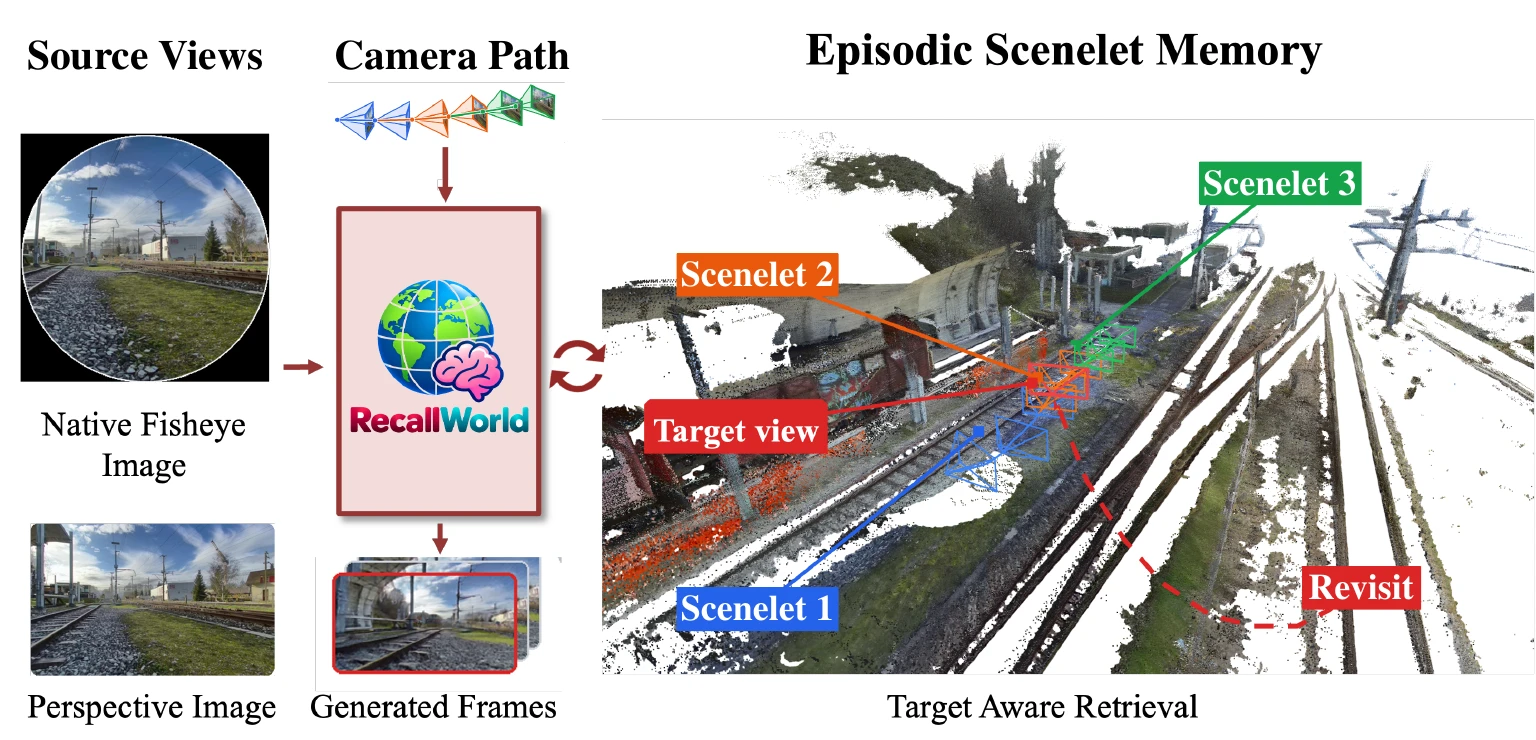 Source Views
Camera Path
Episodic Scenelet Memory
Scenelet 3
Scenelet 2
Target view
Scenelet 1
Revisit
RecallWorld
Native Fisheye
Image
Perspective Image
Generated Frames
Target Aware Retrieval